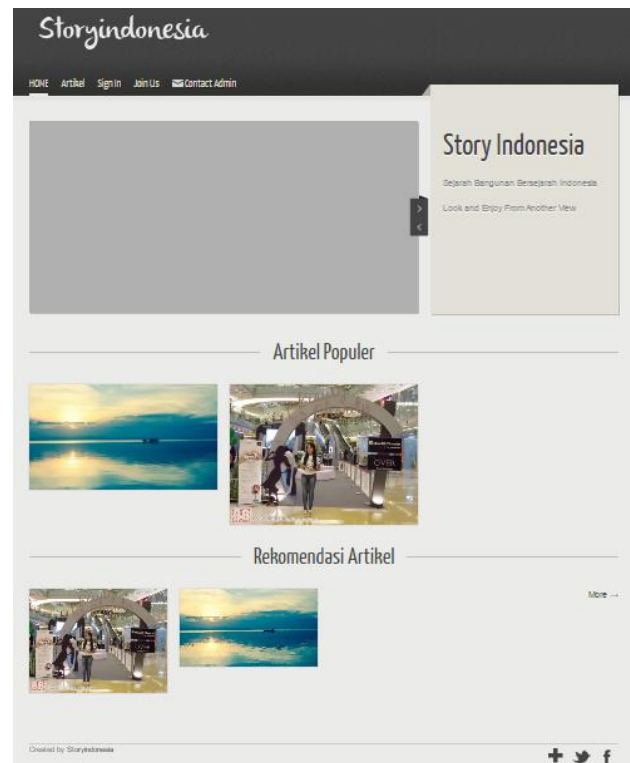 Storyindonesia
HOME Artikel Sign In Join Us Contact Admin
Story Indonesia
Sejarah Bangunan Bersejarah Indonesia
Look and Enjoy From Another View
Artikel Populer
OVER
Rekomendasi Artikel
More →
Created by Storyindonesia